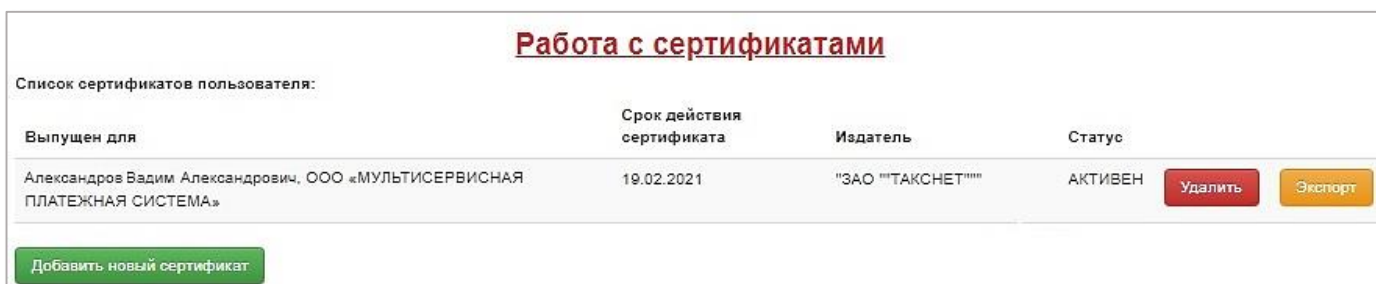 Работа с сертификатами
Список сертификатов пользователя:
Выпущен для
Срок действия
сертификата
Издатель
Статус
Александров Вадим Александрович, ООО «МУЛЬТИСЕРВИСНАЯ
ПЛАТЕЖНАЯ СИСТЕМА»
19.02.2021
"ЗАО ""ТАКСНЕТ"""
АКТИВЕН
Удалить
Экспорт
Добавить новый сертификат